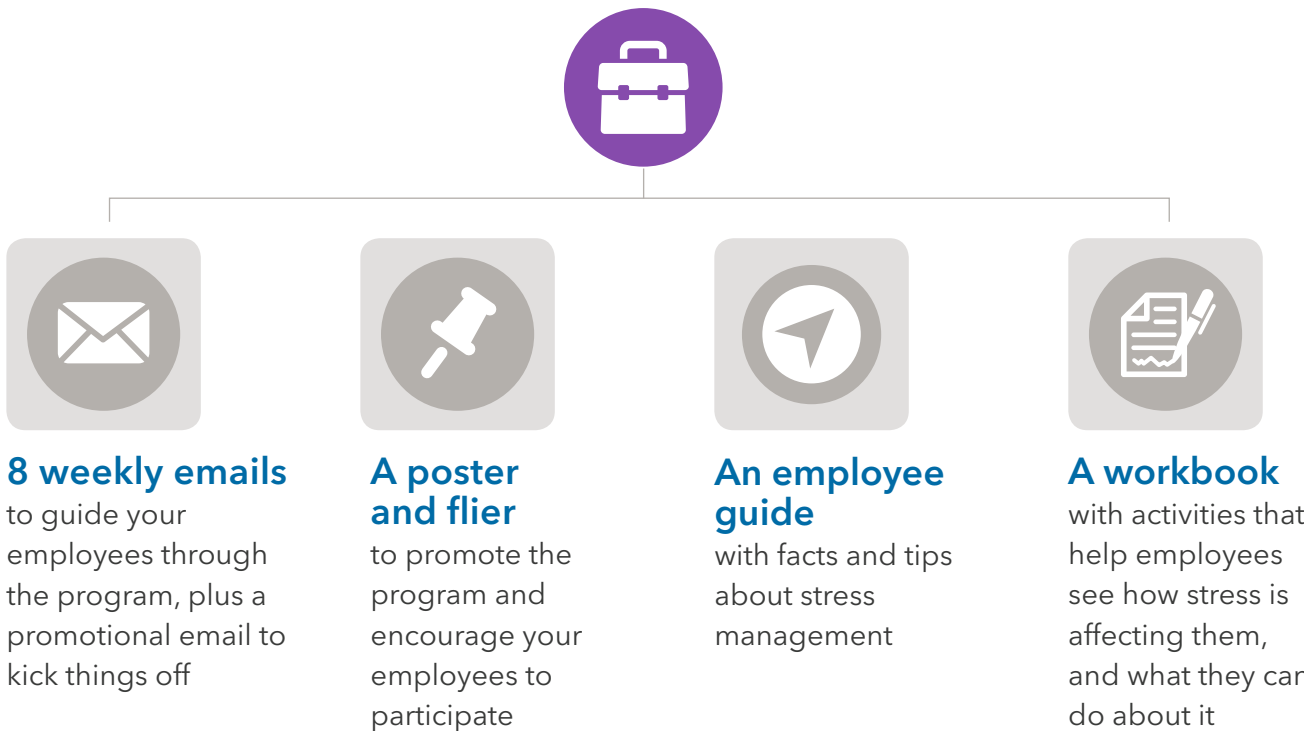 8 weekly emails
to guide your
employees through
the program, plus a
promotional email to
kick things off
A poster
and flier
to promote the
program and
encourage your
employees to
participate
An employee
guide
with facts and tips
about stress
management
A workbook
with activities that
help employees
see how stress is
affecting them,
and what they can
do about it